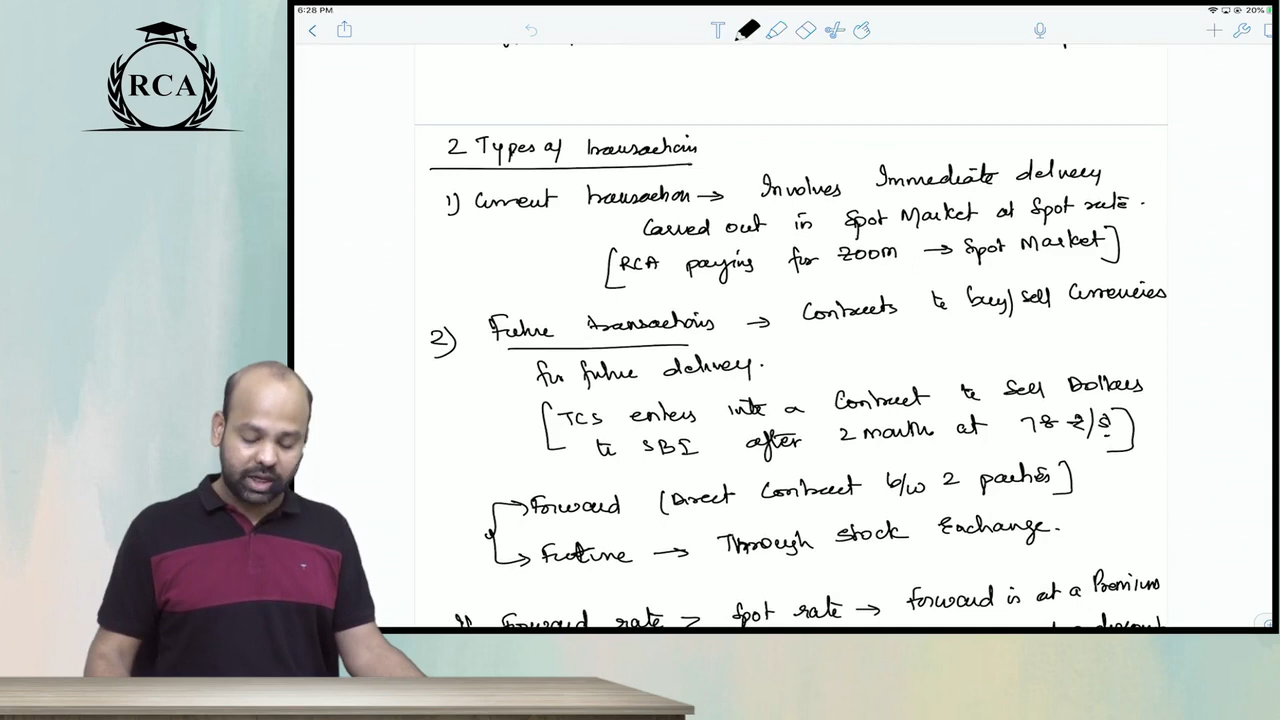 RCA
6:28 PM
20%
T
2 Types of transactions
1) Current transaction → Involves Immediate delivery
Carried out in Spot Market at Spot rate.
[RCA paying for ZOOM → Spot Market]
2) Future transactions → Contracts to buy/sell Currencies
for future delivery.
[TCS enters into a Contract to Sell Dollars
to SBI after 2 month at 78 ₹/$]
→ Forward (Direct Contract b/w 2 parties]
→ Future → Through Stock Exchange.
Forward rate > Spot rate → Forward is at a Premium
discount